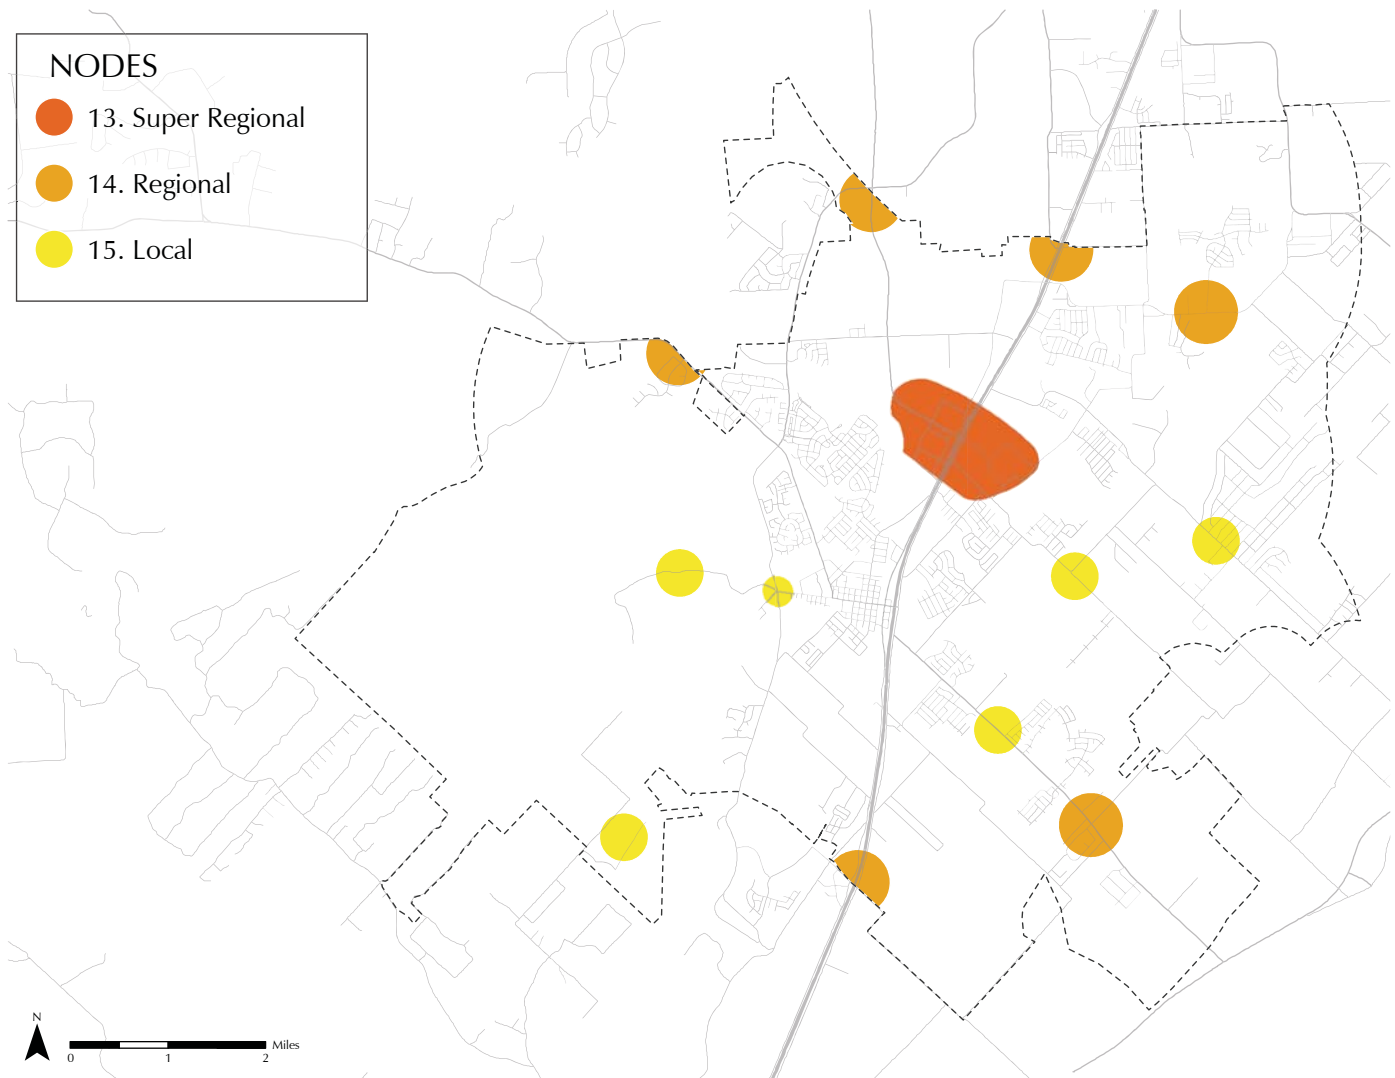 NODES
13. Super Regional
14. Regional
15. Local
N
Miles
0 1 2